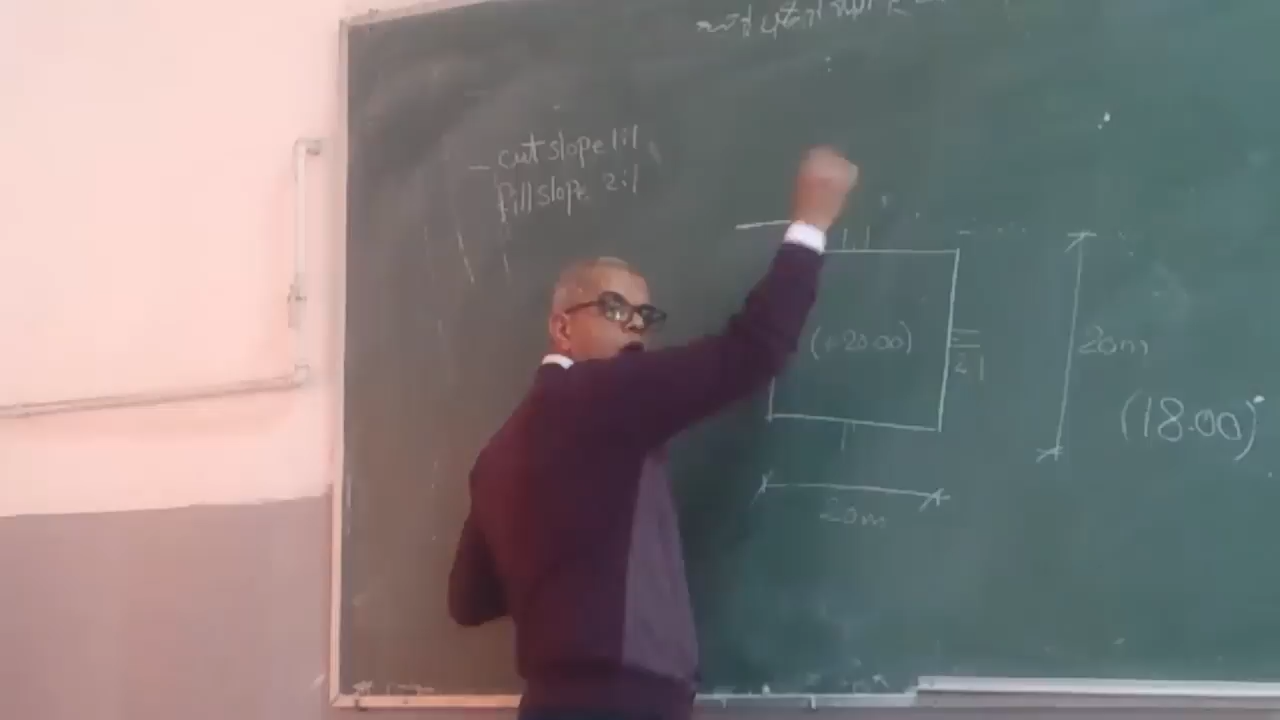 - cut slope 1:1
fill slope 2:1
(+20.00)
2 1
20m
(18.00)
20m